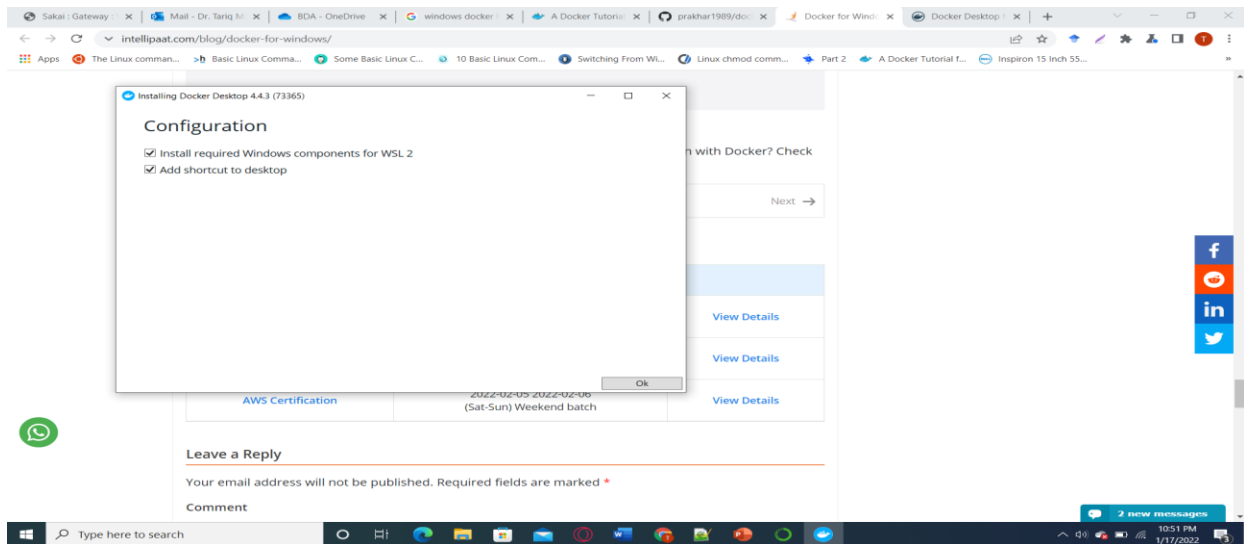 Sakai : Gateway :
Mail - Dr. Tariq M
BDA - OneDrive
windows docker
A Docker Tutorial
prakhar1989/doc
Docker for Windo
Docker Desktop
intellipaat.com/blog/docker-for-windows/
T
Apps
The Linux comman...
Basic Linux Comma...
Some Basic Linux C...
10 Basic Linux Com...
Switching From Wi...
Linux chmod comm...
Part 2
A Docker Tutorial f...
Inspiron 15 Inch 55...
Installing Docker Desktop 4.4.3 (73365)
Configuration
Install required Windows components for WSL 2
Add shortcut to desktop
Ok
n with Docker? Check
Next →
View Details
View Details
AWS Certification
2022-02-05 2022-02-06
(Sat-Sun) Weekend batch
View Details
Leave a Reply
Your email address will not be published. Required fields are marked *
Comment
2 new messages
Type here to search
10:51 PM
1/17/2022